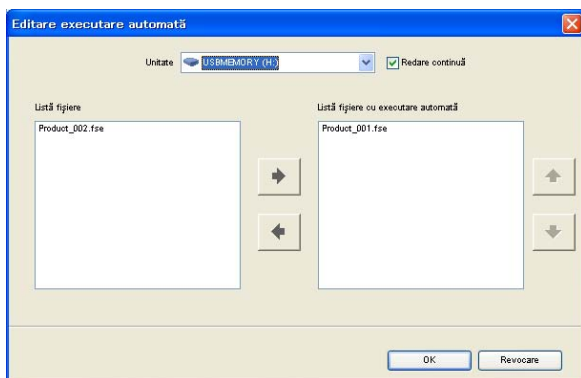 Editare executare automată
Unitate USBMEMORY (H:) Redare continuă
Listă fişiere Listă fişiere cu executare automată
Product_002.fse Product_001.fse
OK Revocare